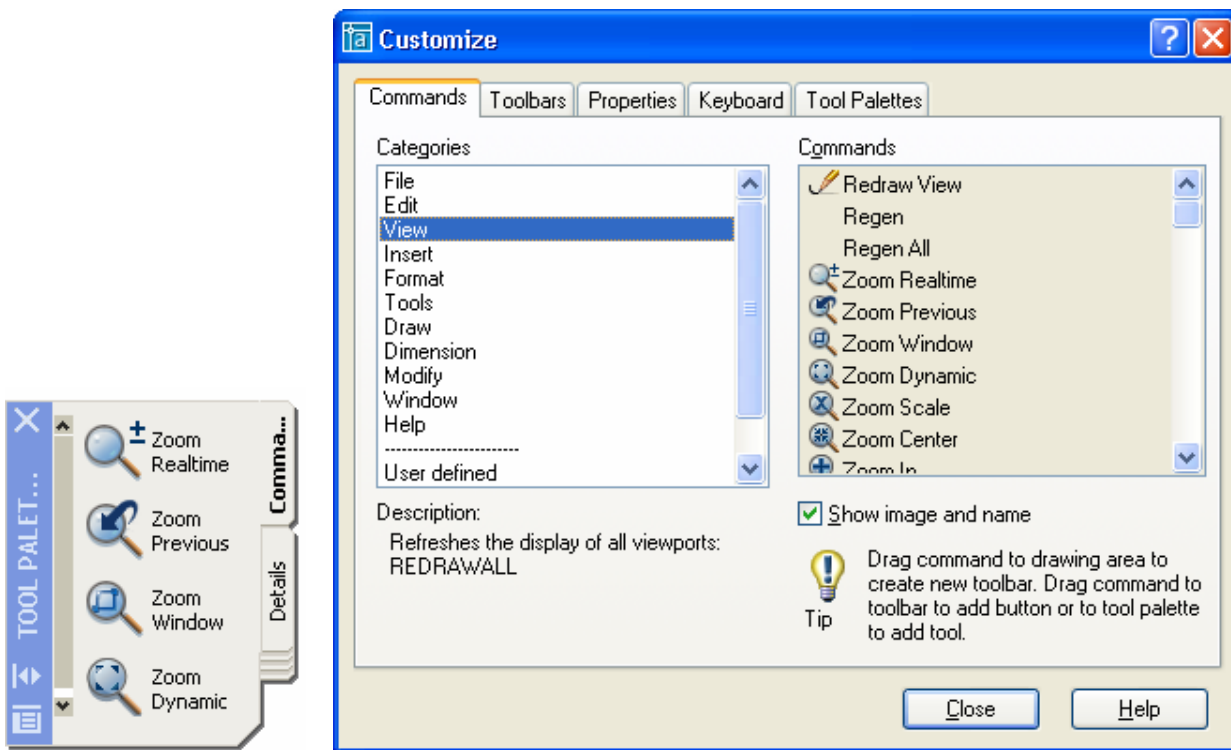 Comma...
Details
TOOL PALET...
Zoom
Realtime
Zoom
Previous
Zoom
Window
Zoom
Dynamic
Customize
Commands
Toolbars
Properties
Keyboard
Tool Palettes
Categories
File
Edit
View
Insert
Format
Tools
Draw
Dimension
Modify
Window
Help
-----------------------
User defined
Description:
Refreshes the display of all viewports:
REDRAWALL
Commands
Redraw View
Regen
Regen All
Zoom Realtime
Zoom Previous
Zoom Window
Zoom Dynamic
Zoom Scale
Zoom Center
Zoom In
Show image and name
Tip
Drag command to drawing area to
create new toolbar. Drag command to
toolbar to add button or to tool palette
to add tool.
Close
Help